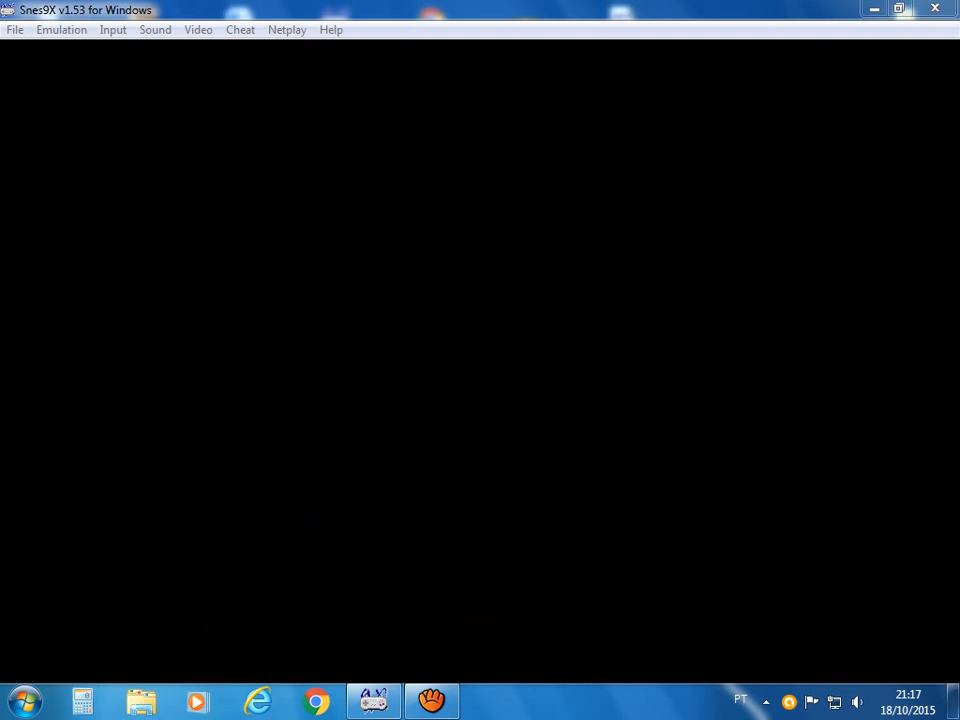 Snes9X v1.53 for Windows
File Emulation Input Sound Video Cheat Netplay Help
PT
21:17
18/10/2015